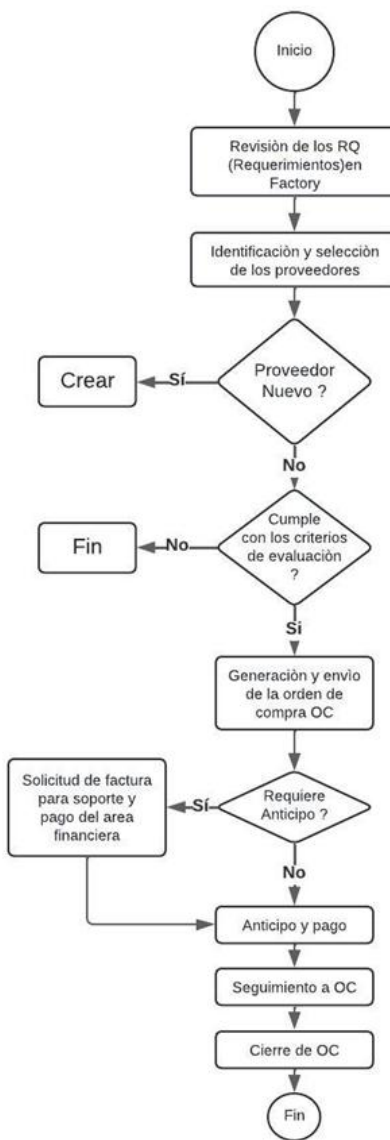 Inicio
Revisiòn de los RQ
(Requerimientos)en
Factory
Identificaciòn y selecciòn
de los proveedores
Proveedor
Nuevo ?
Sí
Crear
No
Cumple
con los criterios
de evaluaciòn
?
No
Fin
Si
Generaciòn y envìo
de la orden de
compra OC
Requiere
Anticipo ?
Sí
Solicitud de factura
para soporte y
pago del area
financiera
No
Anticipo y pago
Seguimiento a OC
Cierre de OC
Fin